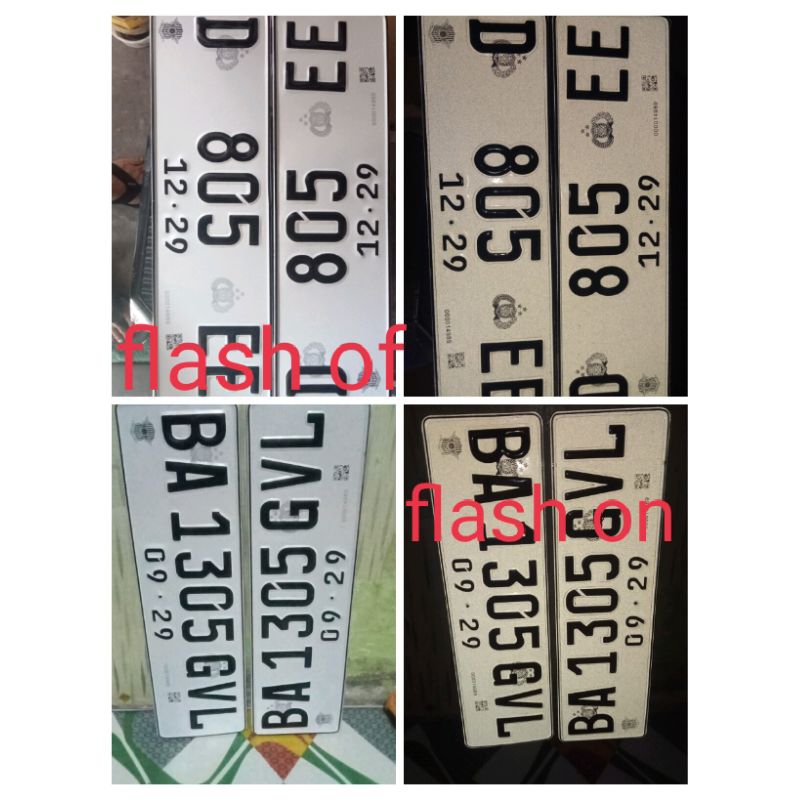 D
805
EE
12·29
EE
805
D
12·29
D
805
EE
12·29
EE
805
D
12·29
flash of
BA 1305 GVL
09·29
BA 1305 GVL
09·29
BA 1305 GVL
09·29
BA 1305 GVL
09·29
flash on